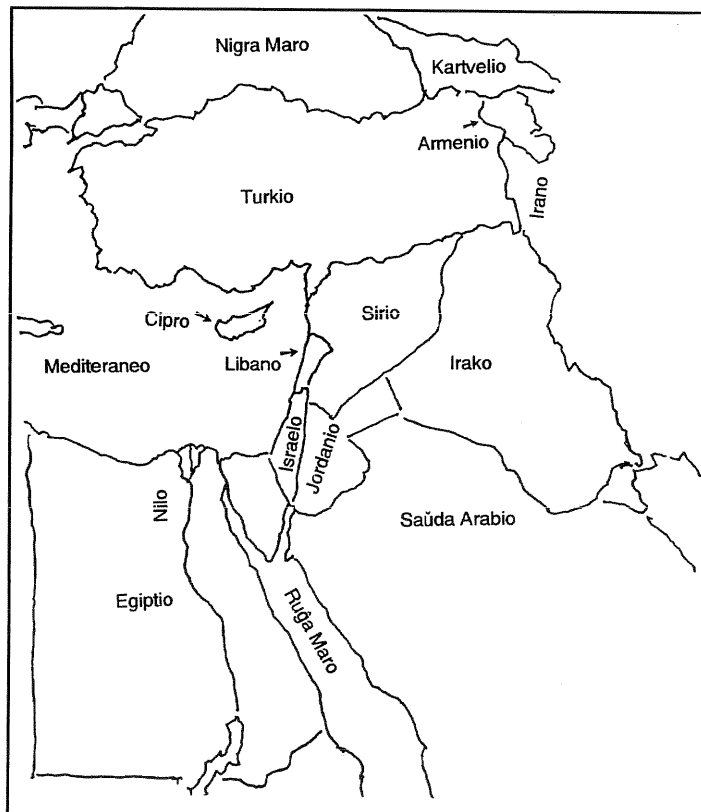 Nigra Maro
Kartvelio
Armenio
Turkio
Irano
Cipro
Sirio
Mediteraneo
Libano
Irako
Israelo
Jordanio
Nilo
Saŭda Arabio
Egiptio
Ruĝa Maro